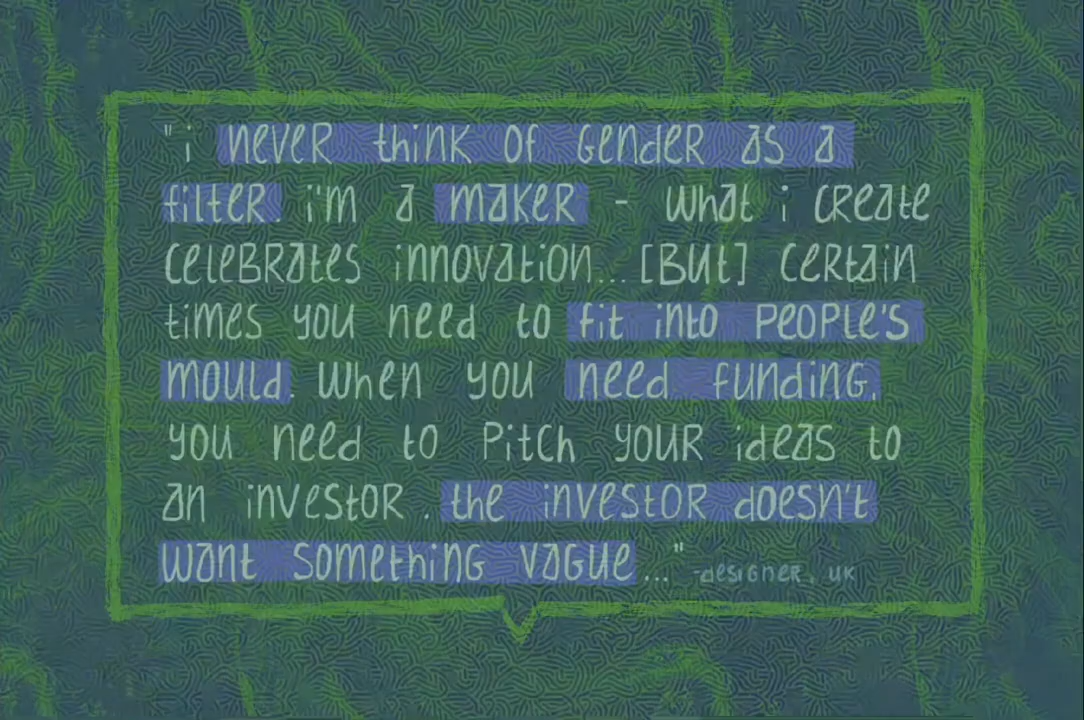 "i never think of Gender as a
filter. i'm a maker - what i create
celebrates innovation... [But] certain
times you need to fit into people's
mould. when you need funding,
you need to pitch your ideas to
an investor. the investor doesn't
want something vague..." -designer, UK